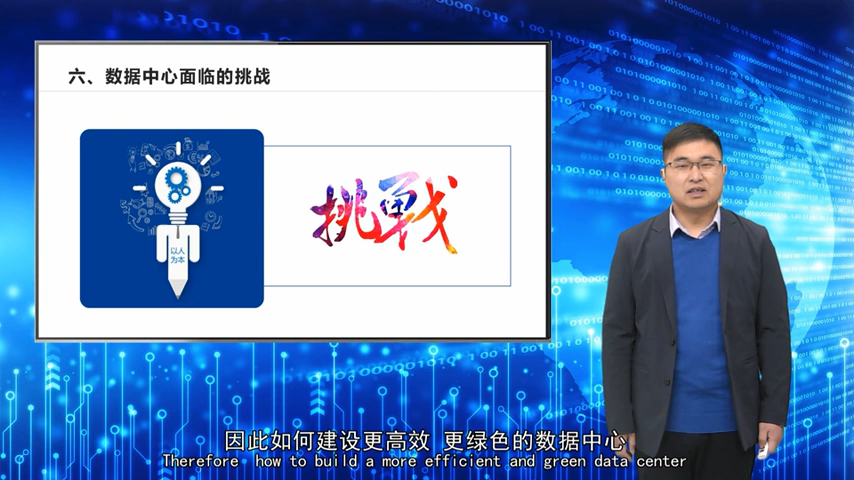 六、数据中心面临的挑战
以人
为本
挑战
因此如何建设更高效 更绿色的数据中心
Therefore how to build a more efficient and green data center